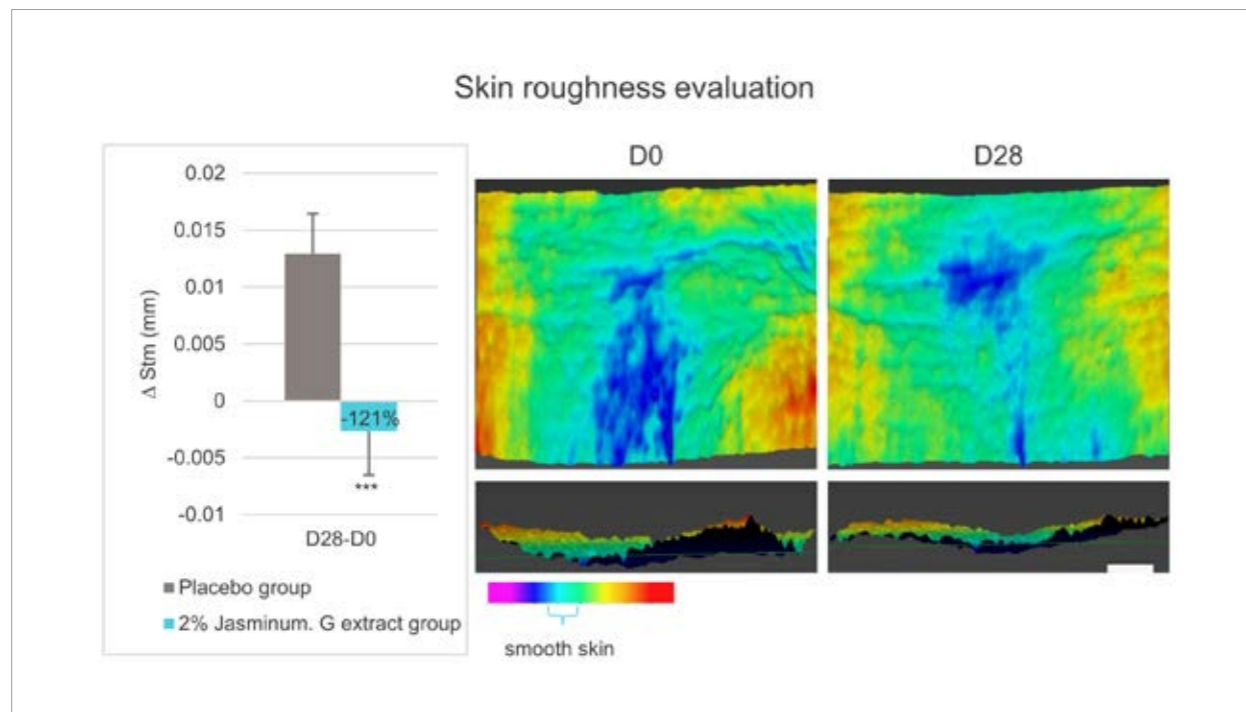 Skin roughness evaluation
0.02
0.015
0.01
0.005
0
-0.005
-0.01
Δ Stm (mm)
-121%
***
D28-D0
Placebo group
2% Jasminum. G extract group
D0
D28
smooth skin